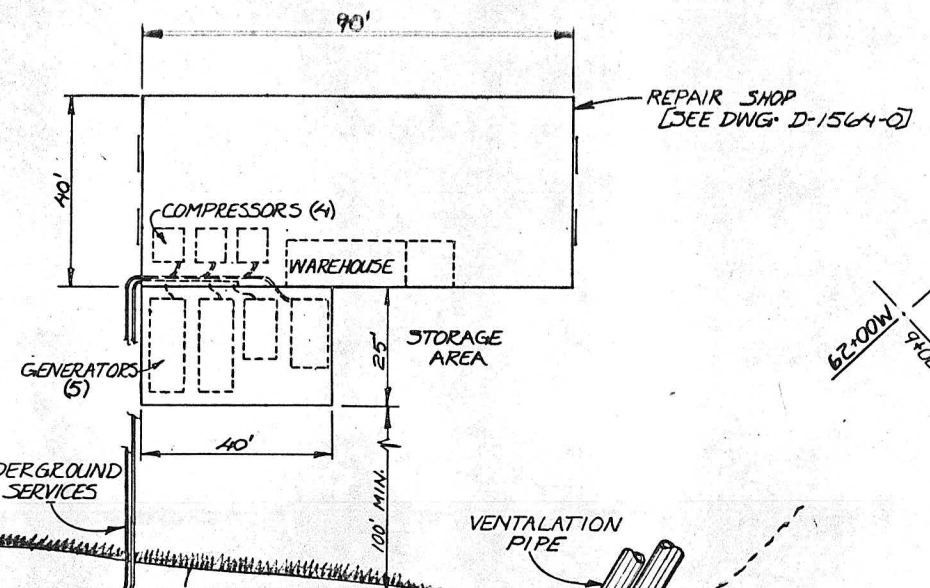 90'
REPAIR SHOP
[SEE DWG. D-1564-0]
40'
COMPRESSORS (4)
WAREHOUSE
STORAGE
AREA
25'
GENERATORS
(5)
40'
62+00W
DERGROUND
SERVICES
100' MIN.
VENTALATION
PIPE